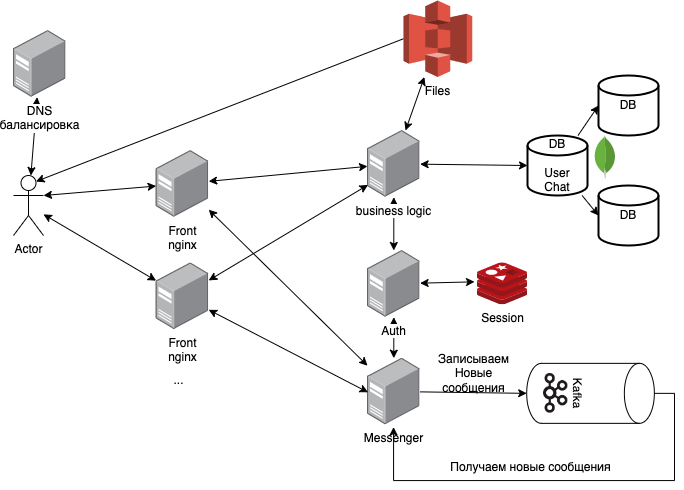 Files
DNS
балансировка
DB
DB
User
Chat
DB
business logic
Front
nginx
Actor
Auth
Session
Front
nginx
...
Записываем
Новые
сообщения
Kafka
Messenger
Получаем новые сообщения